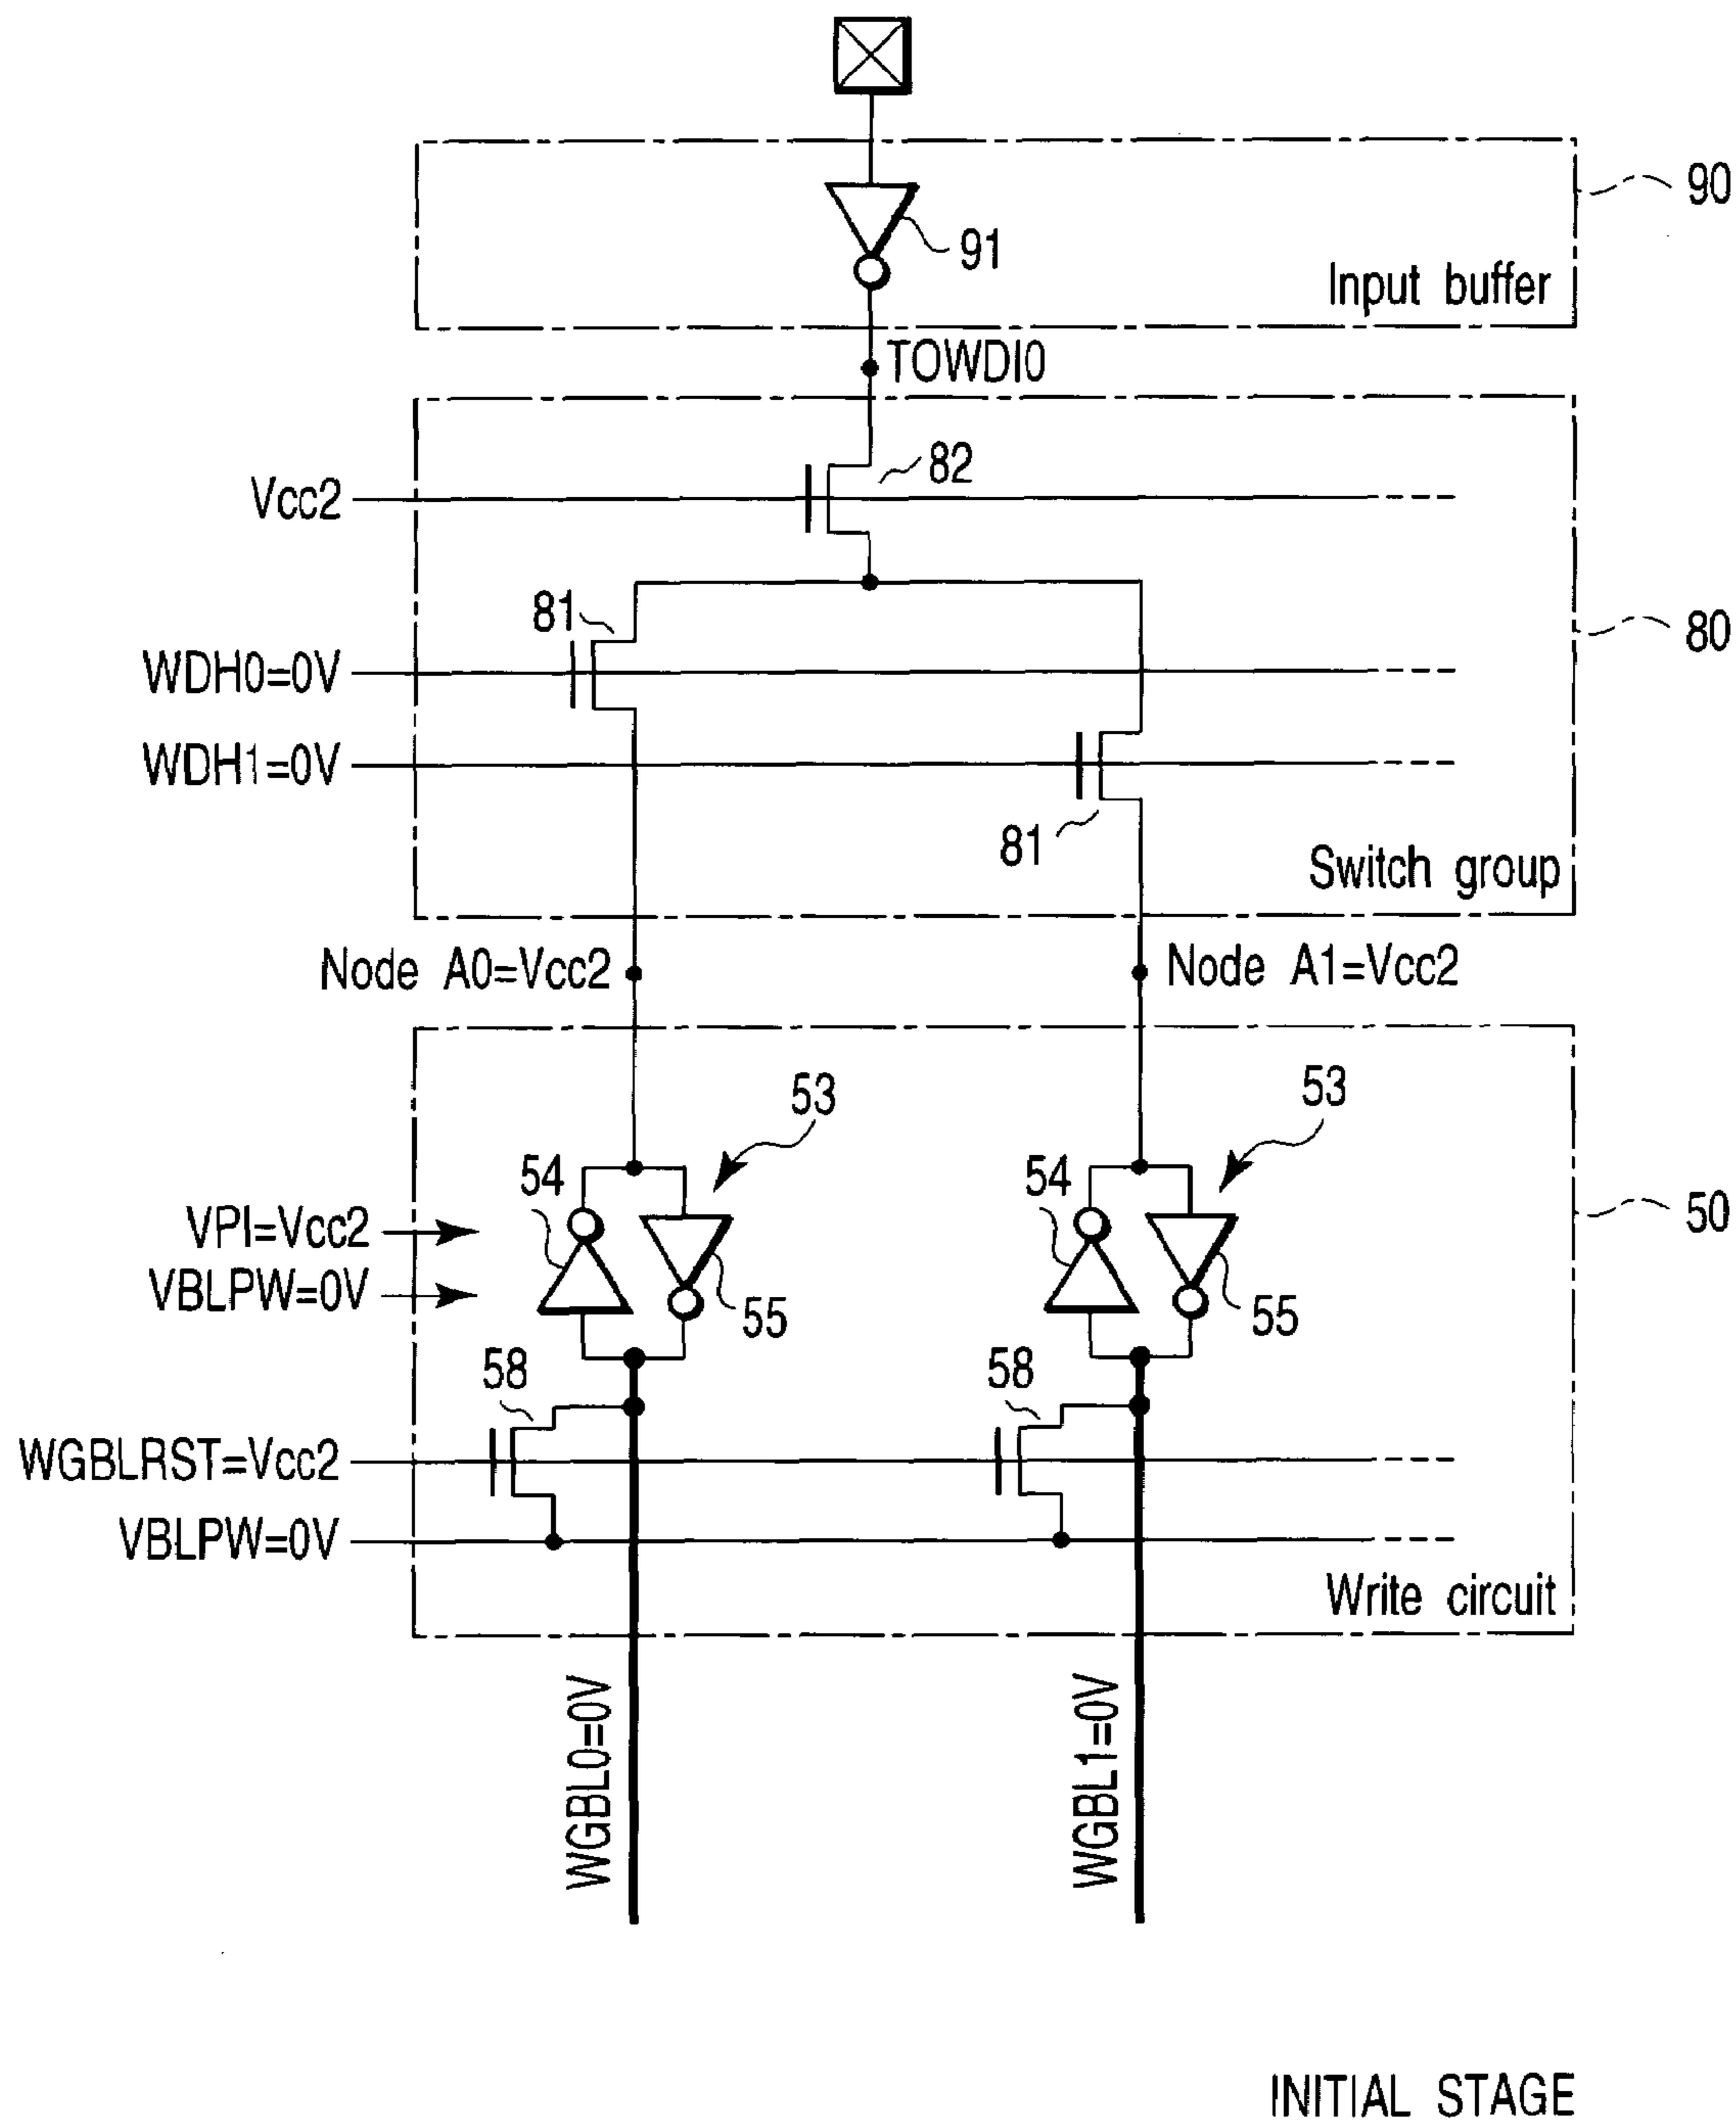 90
91
Input buffer
TOWDI0
82
Vcc2
81
80
WDH0=0V
WDH1=0V
81
Switch group
Node A0=Vcc2
Node A1=Vcc2
53
53
54
54
50
VPI=Vcc2
VBLPW=0V
55
55
58
58
WGBLRST=Vcc2
VBLPW=0V
Write circuit
WGBL0=0V
WGBL1=0V
INITIAL STAGE